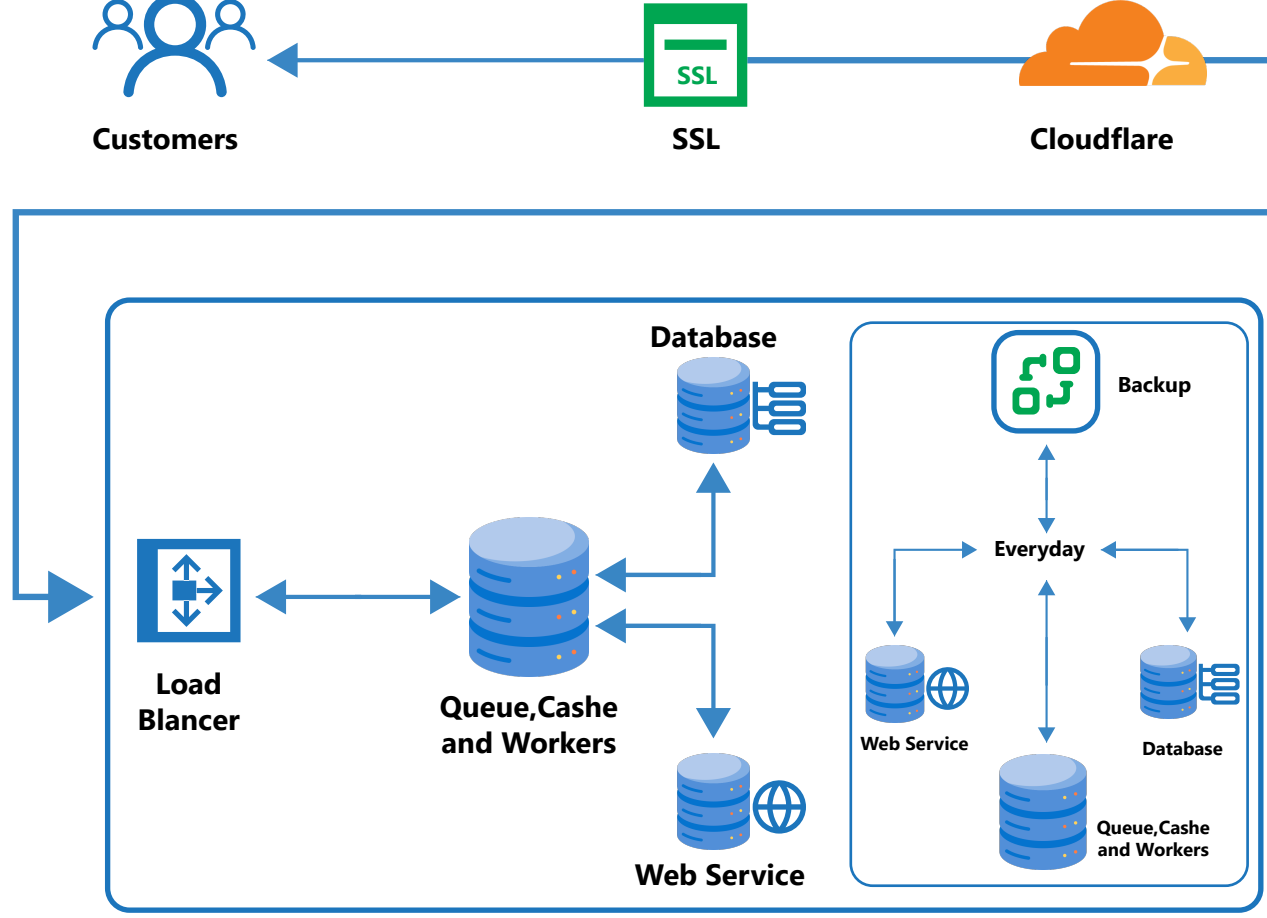 SSL
Customers
SSL
Cloudflare
Database
Backup
Everyday
Load
Blancer
Queue,Cashe
and Workers
Web Service
Database
Web Service
Queue,Cashe
and Workers